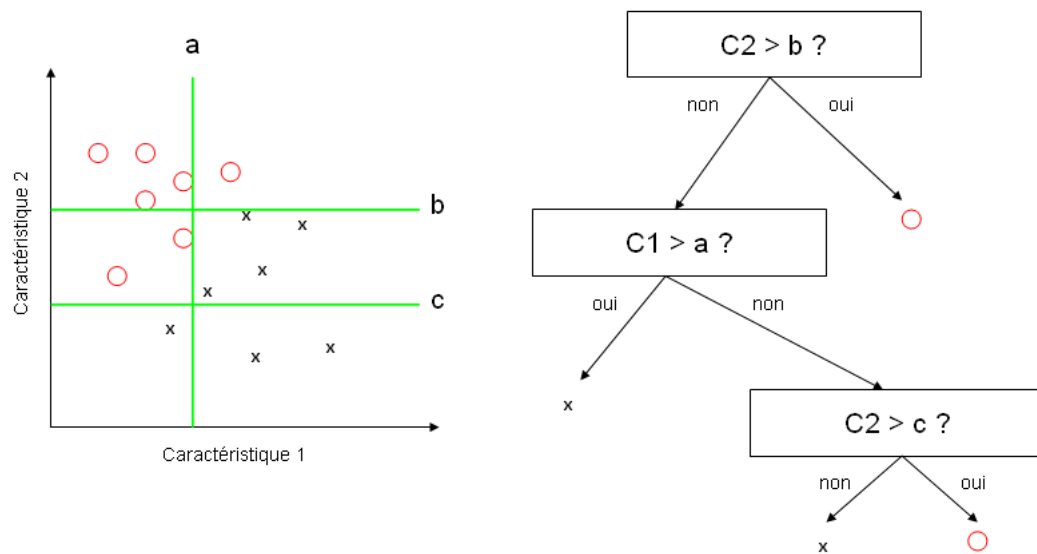 a
b
c
Caractéristique 2
Caractéristique 1
x
x
x
x
x
x
x
C2 > b ?
non
oui
C1 > a ?
oui
non
x
C2 > c ?
non
oui
x